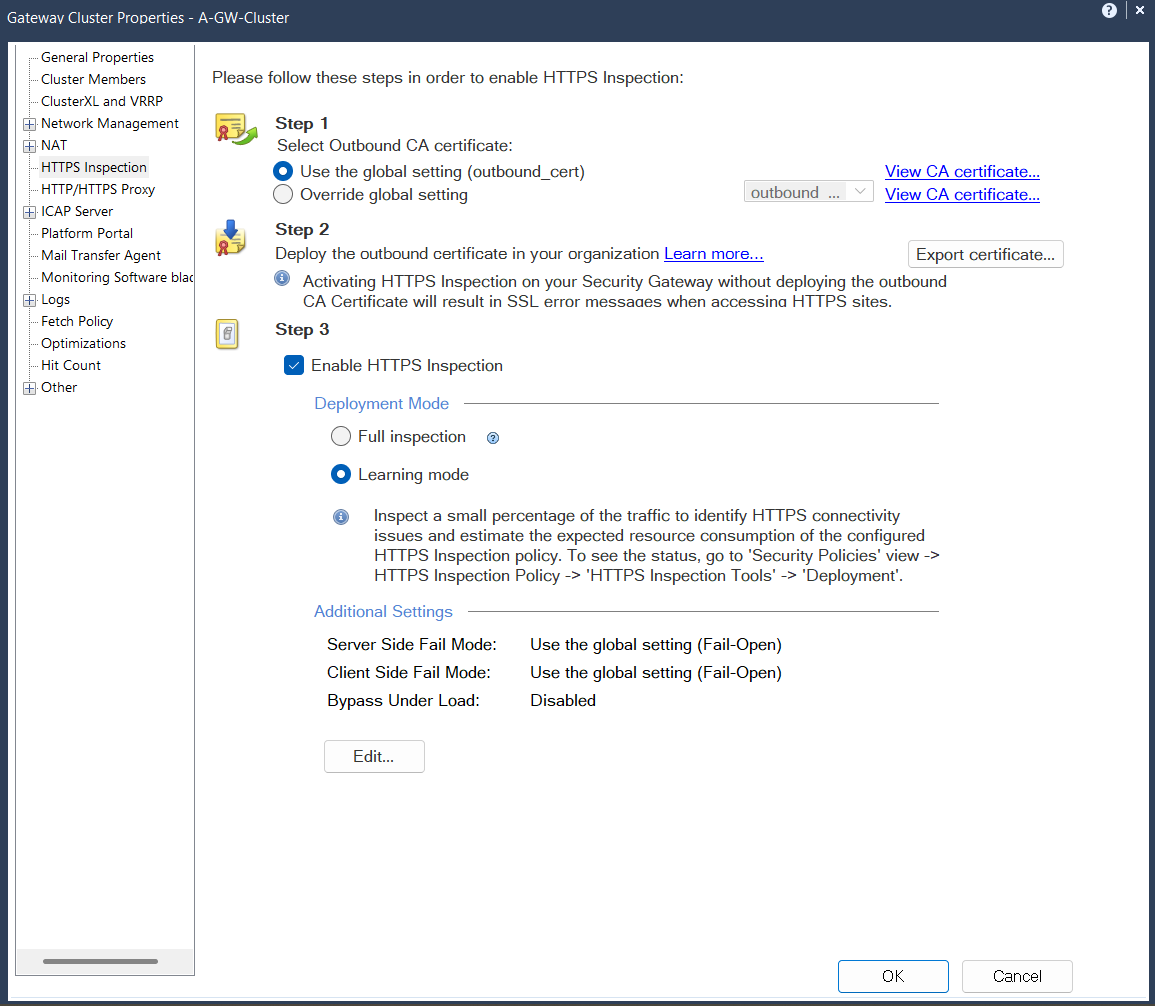 Gateway Cluster Properties - A-GW-Cluster
General Properties
Cluster Members
ClusterXL and VRRP
Network Management
NAT
HTTPS Inspection
HTTP/HTTPS Proxy
ICAP Server
Platform Portal
Mail Transfer Agent
Monitoring Software blad
Logs
Fetch Policy
Optimizations
Hit Count
Other
Please follow these steps in order to enable HTTPS Inspection:
Step 1
Select Outbound CA certificate:
Use the global setting (outbound_cert)
View CA certificate...
Override global setting
outbound ...
View CA certificate...
Step 2
Deploy the outbound certificate in your organization Learn more...
Export certificate...
Activating HTTPS Inspection on your Security Gateway without deploying the outbound
CA Certificate will result in SSL error messages when accessing HTTPS sites.
Step 3
Enable HTTPS Inspection
Deployment Mode
Full inspection
Learning mode
Inspect a small percentage of the traffic to identify HTTPS connectivity
issues and estimate the expected resource consumption of the configured
HTTPS Inspection policy. To see the status, go to 'Security Policies' view ->
HTTPS Inspection Policy -> 'HTTPS Inspection Tools' -> 'Deployment'.
Additional Settings
Server Side Fail Mode: Use the global setting (Fail-Open)
Client Side Fail Mode: Use the global setting (Fail-Open)
Bypass Under Load: Disabled
Edit...
OK
Cancel